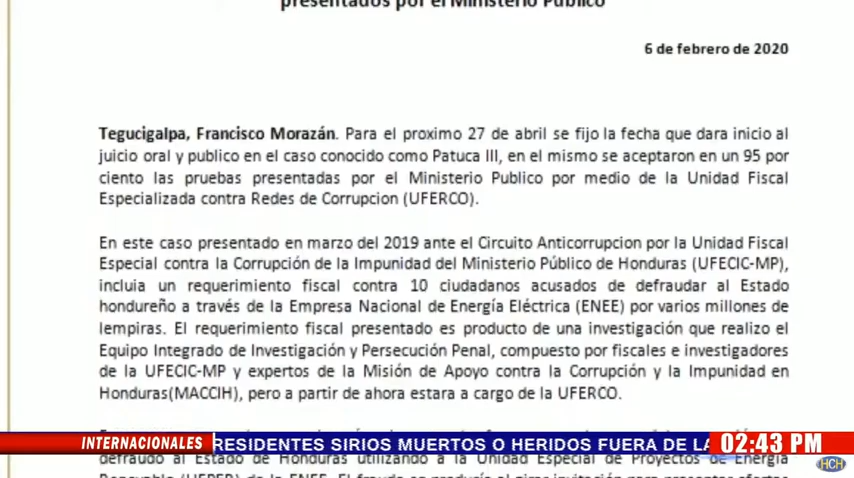 presentados por el Ministerio Público
6 de febrero de 2020
Tegucigalpa, Francisco Morazán. Para el proximo 27 de abril se fijo la fecha que dara inicio al
juicio oral y publico en el caso conocido como Patuca III, en el mismo se aceptaron en un 95 por
ciento las pruebas presentadas por el Ministerio Publico por medio de la Unidad Fiscal
Especializada contra Redes de Corrupcion (UFERCO).
En este caso presentado en marzo del 2019 ante el Circuito Anticorrupcion por la Unidad Fiscal
Especial contra la Corrupción de la Impunidad del Ministerio Público de Honduras (UFECIC-MP),
incluia un requerimiento fiscal contra 10 ciudadanos acusados de defraudar al Estado
hondureño a través de la Empresa Nacional de Energía Eléctrica (ENEE) por varios millones de
lempiras. El requerimiento fiscal presentado es producto de una investigación que realizo el
Equipo Integrado de Investigación y Persecución Penal, compuesto por fiscales e investigadores
de la UFECIC-MP y expertos de la Misión de Apoyo contra la Corrupción y la Impunidad en
Honduras(MACCIH), pero a partir de ahora estara a cargo de la UFERCO.
INTERNACIONALES RESIDENTES SIRIOS MUERTOS O HERIDOS FUERA DE LA 02:43 PM
defraudo al Estado de Honduras utilizando a la Unidad Especial de Proyectos de Energía
HCH